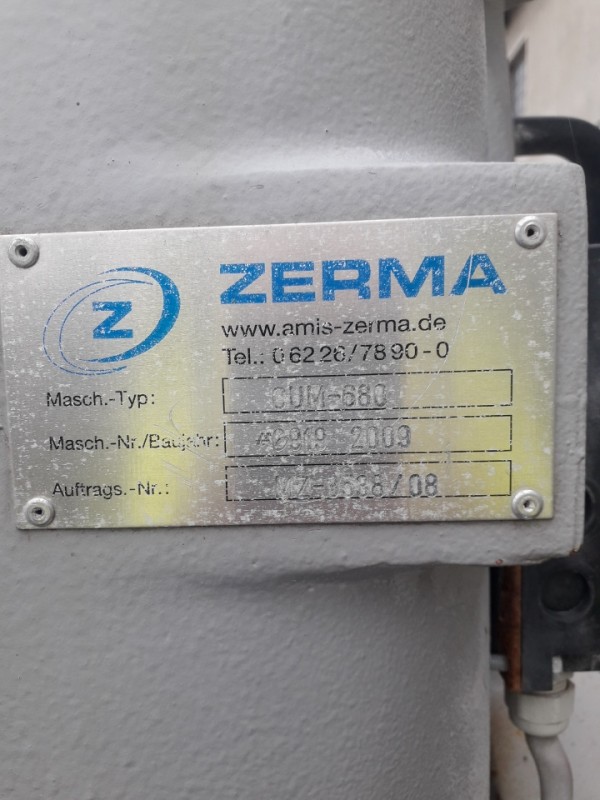 Z ZERMA
www.amis-zerma.de
Tel.: 06226/7890-0
Masch.-Typ:
Masch.-Nr./Baujahr: 2009
Auftrags.-Nr.: